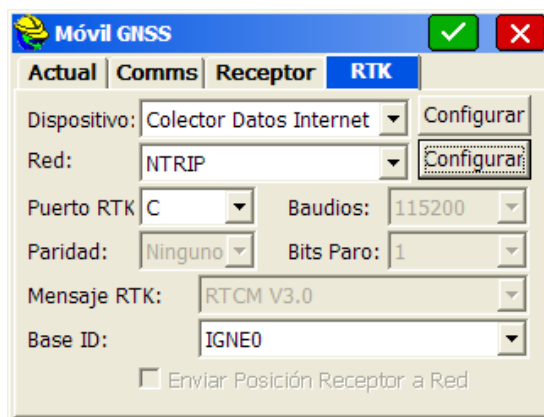 Móvil GNSS
Actual Comms Receptor RTK
Dispositivo: Colector Datos Internet Configurar
Red: NTRIP Configurar
Puerto RTK C Baudios: 115200
Paridad: Ninguno Bits Paro: 1
Mensaje RTK: RTCM V3.0
Base ID: IGNE0
Enviar Posición Receptor a Red